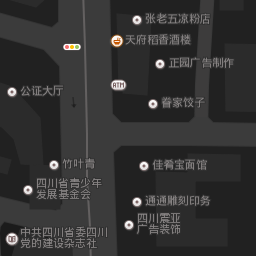 张老五凉粉店
天府稻香酒楼
正园广告制作
公证大厅
ATM
眷家饺子
竹叶青
佳肴宝面馆
四川省青少年
发展基金会
通通雕刻印务
四川震亚
广告装饰
中共四川省委四川
党的建设杂志社